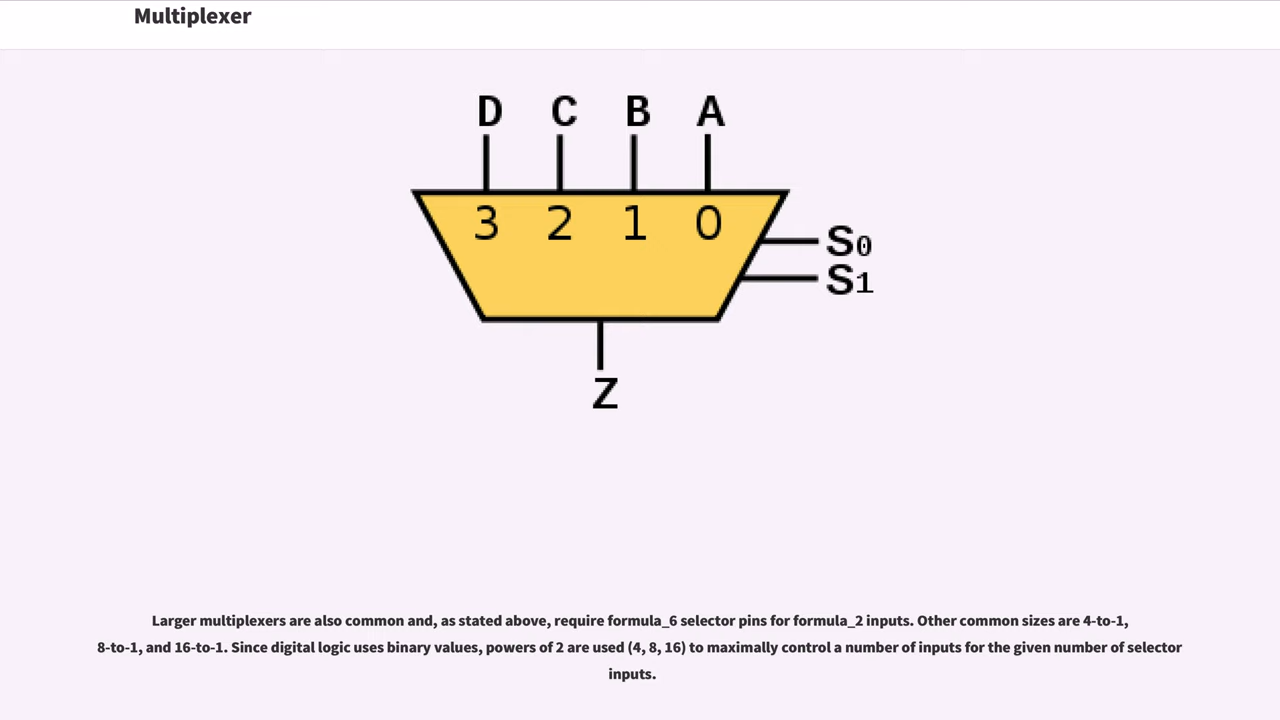 Multiplexer
D C B A
3 2 1 0
S0
S1
Z
Larger multiplexers are also common and, as stated above, require formula_6 selector pins for formula_2 inputs. Other common sizes are 4-to-1,
8-to-1, and 16-to-1. Since digital logic uses binary values, powers of 2 are used (4, 8, 16) to maximally control a number of inputs for the given number of selector
inputs.